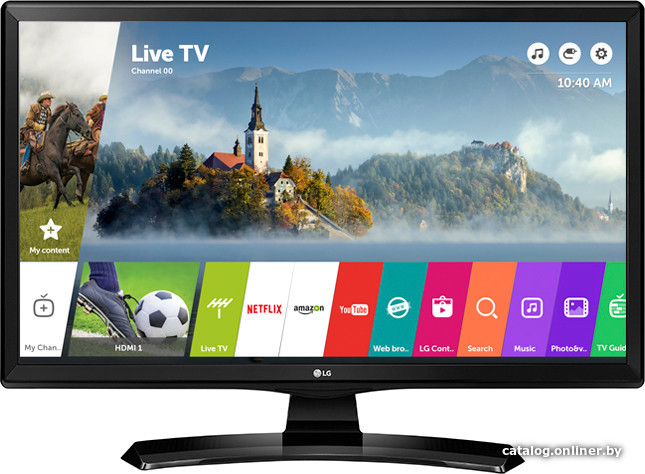 Live TV
Channel 00
10:40 AM
My content
My Chan..
HDMI 1
Live TV
NETFLIX
amazon
YouTube
Web bro..
LG Cont..
Search
Music
Photo&v..
TV Guid
LG
catalog.onliner.by